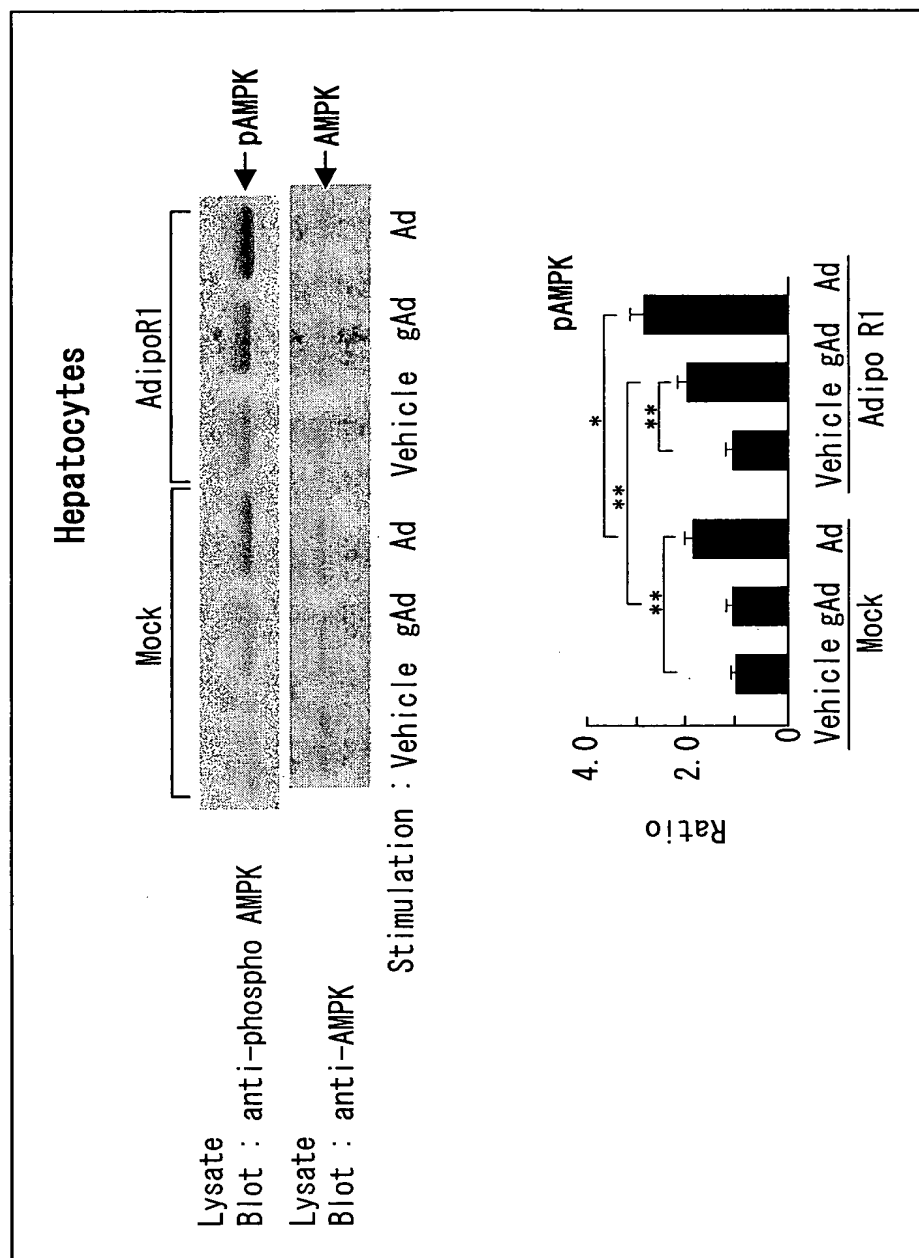 Hepatocytes
Mock AdipoR1
Lysate
Blot : anti-phospho AMPK
pAMPK
Lysate
Blot : anti-AMPK
AMPK
Stimulation : Vehicle gAd Ad Vehicle gAd Ad
pAMPK
*
**
** **
Ratio
4.0
2.0
0
Vehicle gAd Ad Vehicle gAd Ad
Mock Adipo R1